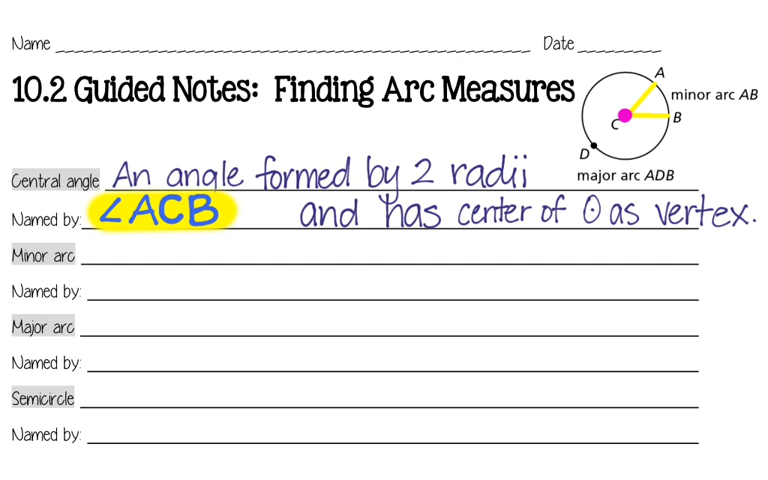 Name ____________________ Date ________
10.2 Guided Notes: Finding Arc Measures
A
minor arc AB
C
B
D
major arc ADB
Central angle An angle formed by 2 radii
Named by: ∠ACB and has center of ⊙ as vertex.
Minor arc
Named by:
Major arc
Named by:
Semicircle
Named by: